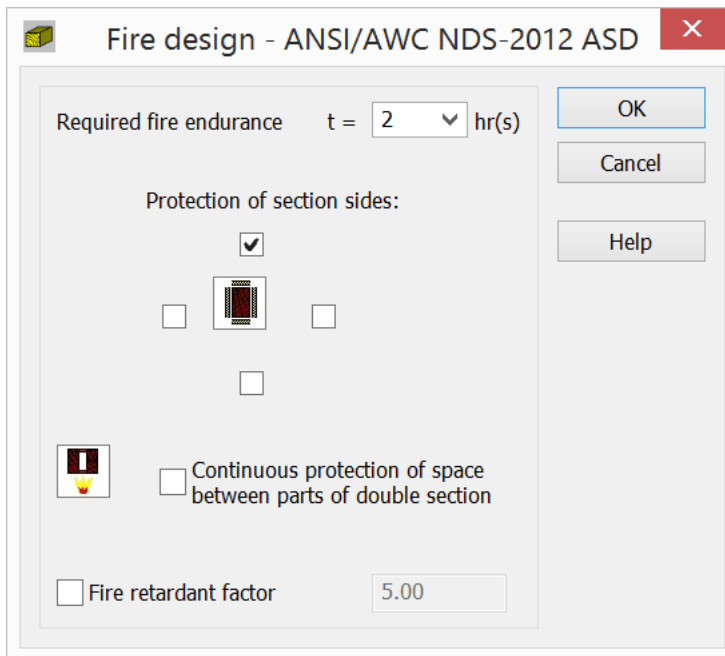 Fire design - ANSI/AWC NDS-2012 ASD
Required fire endurance t = 2 hr(s)
OK
Cancel
Protection of section sides:
Help
Continuous protection of space
between parts of double section
Fire retardant factor 5.00